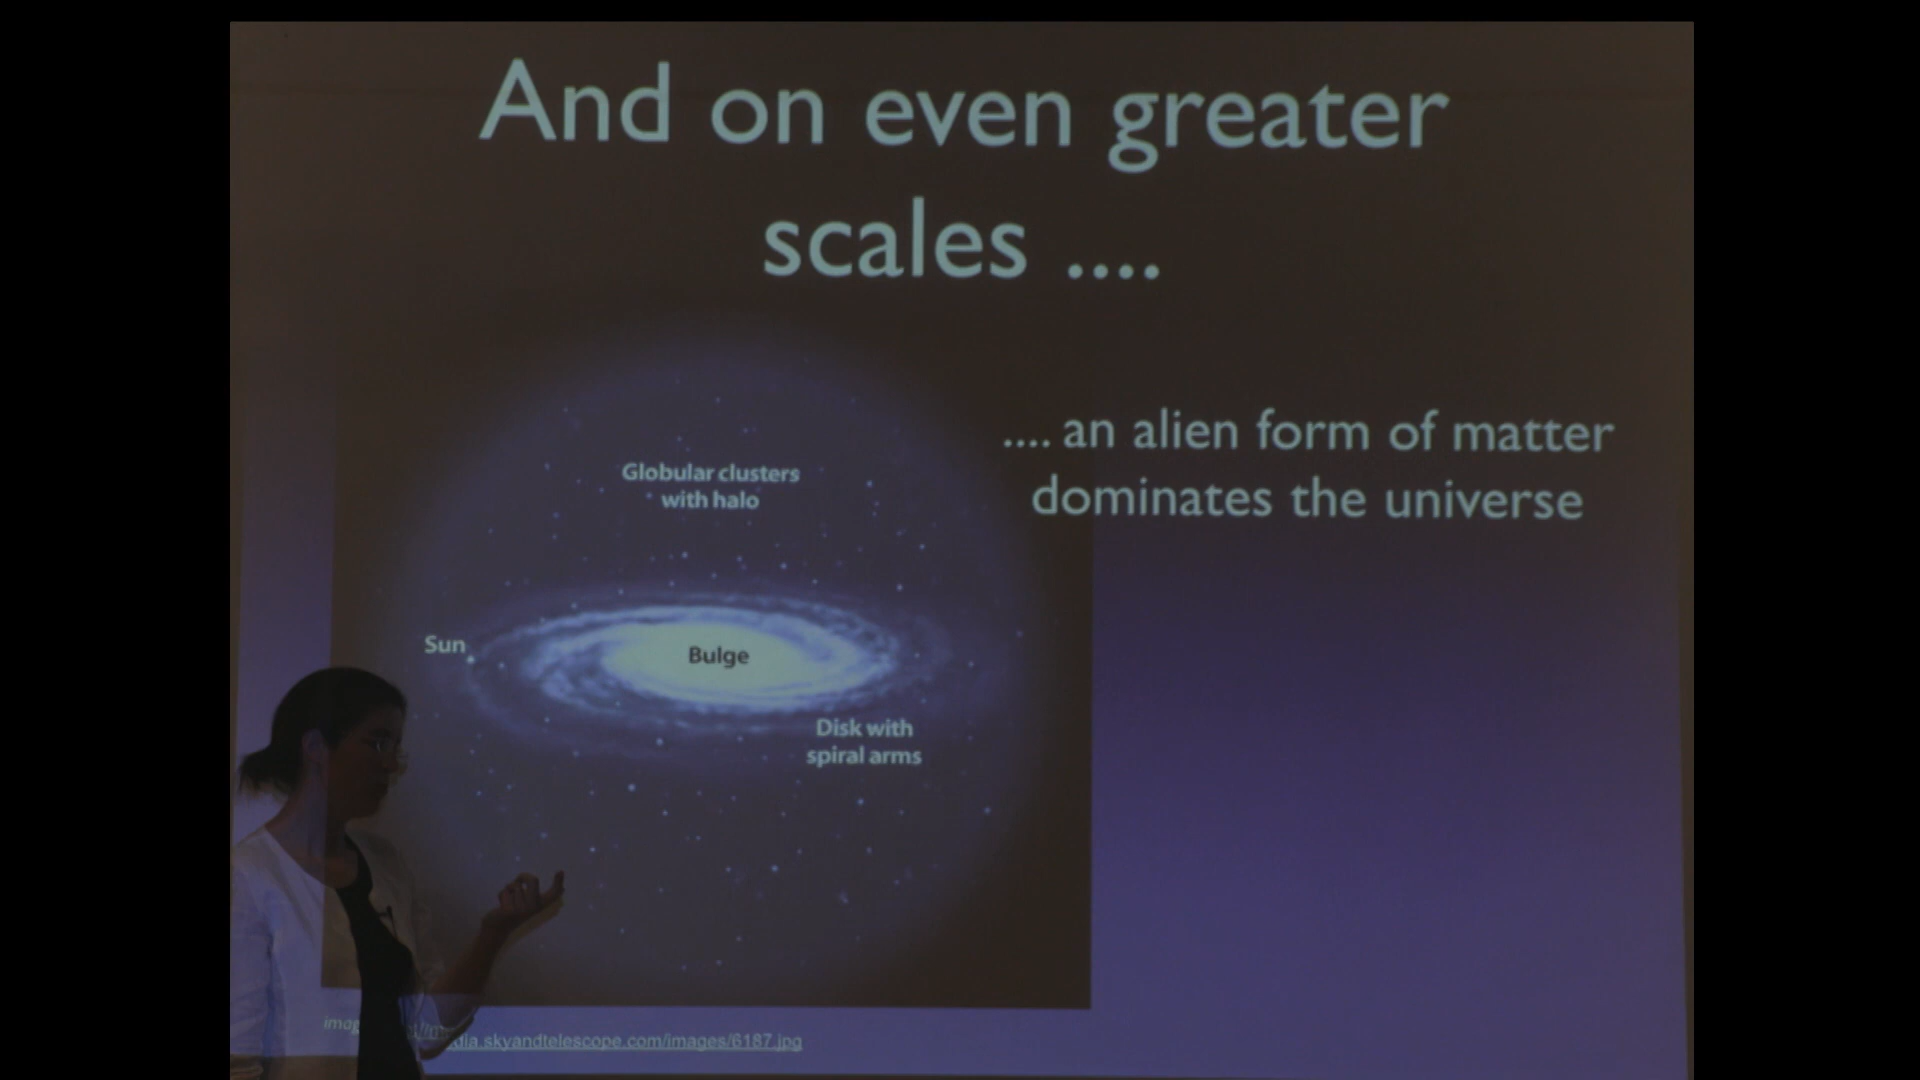 And on even greater
scales ....
.... an alien form of matter
dominates the universe
Globular clusters
with halo
Sun
Bulge
Disk with
spiral arms
dia.skyandtelescope.com/images/6187.jpg